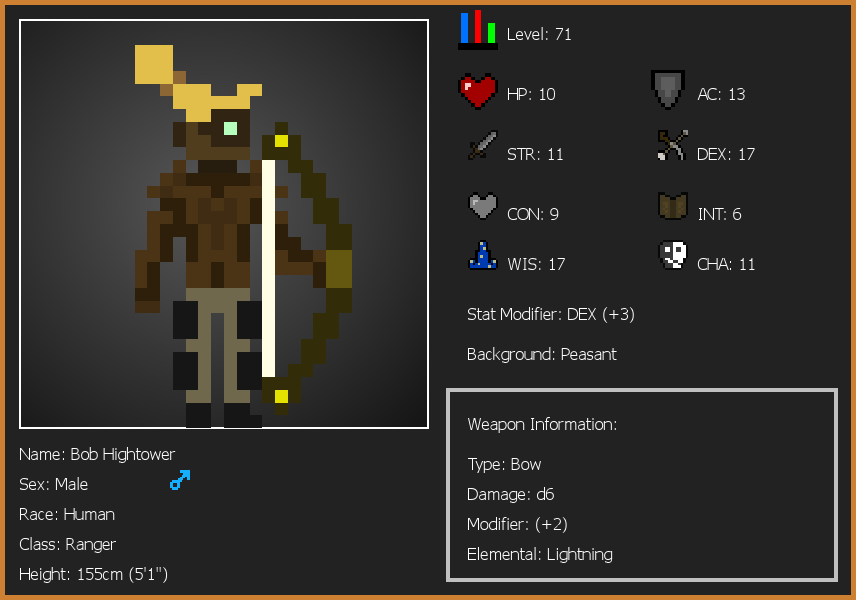 Level: 71
HP: 10
AC: 13
STR: 11
DEX: 17
CON: 9
INT: 6
WIS: 17
CHA: 11
Stat Modifier: DEX (+3)
Background: Peasant
Weapon Information:
Type: Bow
Damage: d6
Modifier: (+2)
Elemental: Lightning
Name: Bob Hightower
Sex: Male
Race: Human
Class: Ranger
Height: 155cm (5'1")